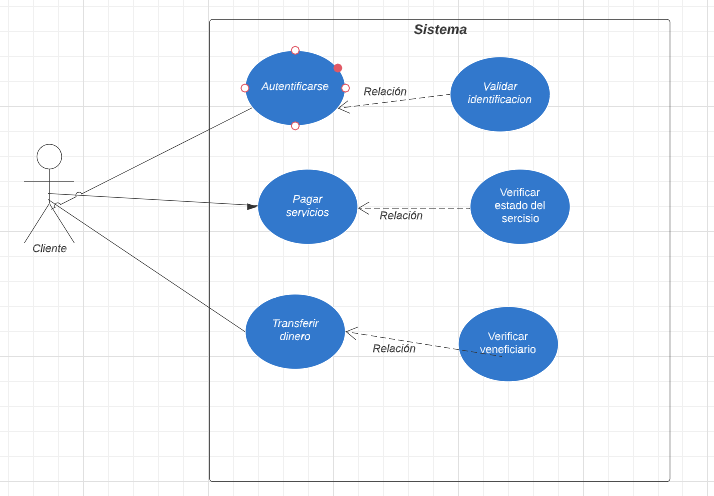 Sistema
Autentificarse
Relación
Validar
identificacion
Pagar
servicios
Relación
Verificar
estado del
sercisio
Cliente
Transferir
dinero
Relación
Verificar
veneficiario